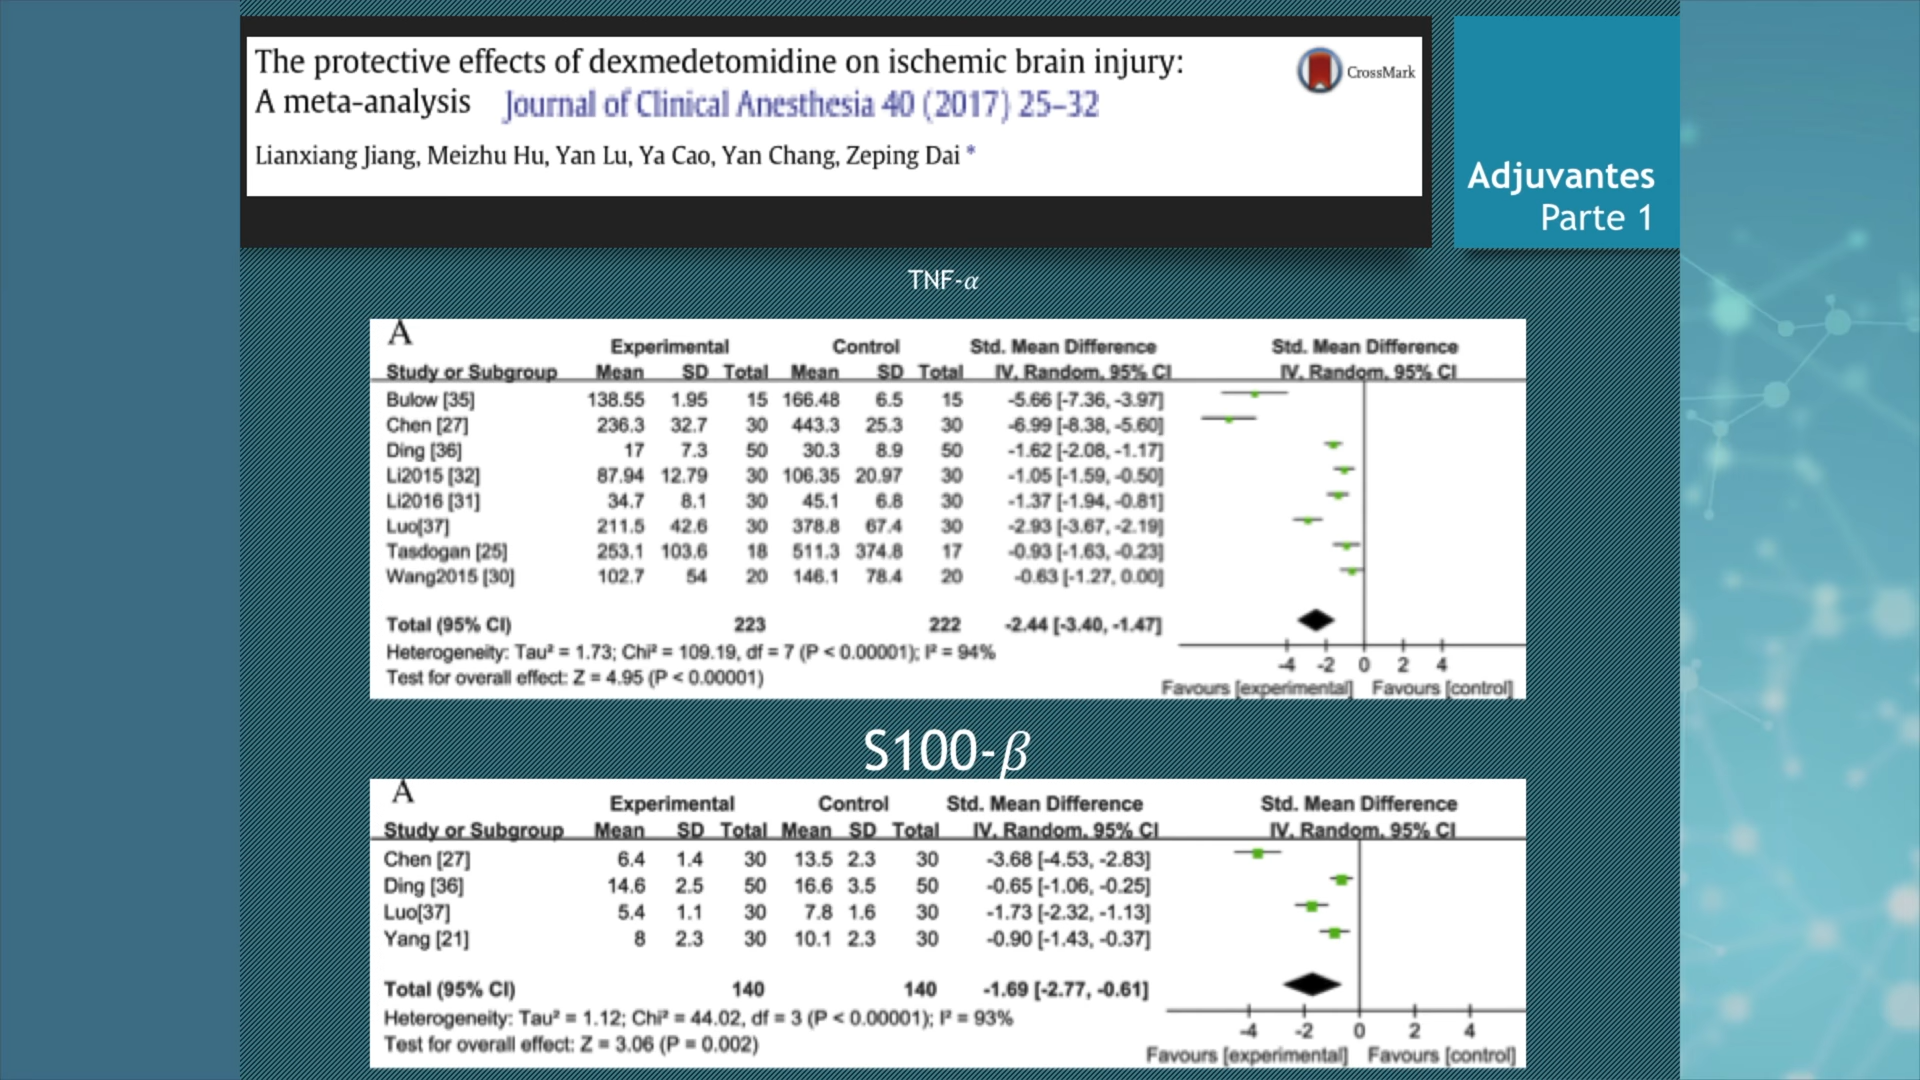 The protective effects of dexmedetomidine on ischemic brain injury:
A meta-analysis Journal of Clinical Anesthesia 40 (2017) 25–32
CrossMark
Lianxiang Jiang, Meizhu Hu, Yan Lu, Ya Cao, Yan Chang, Zeping Dai *
Adjuvantes
Parte 1
TNF-α
A
Experimental Control Std. Mean Difference Std. Mean Difference
Study or Subgroup Mean SD Total Mean SD Total IV, Random, 95% CI IV, Random, 95% CI
Bulow [35] 138.55 1.95 15 166.48 6.5 15 -5.66 [-7.36, -3.97]
Chen [27] 236.3 32.7 30 443.3 25.3 30 -6.99 [-8.38, -5.60]
Ding [36] 17 7.3 50 30.3 8.9 50 -1.62 [-2.08, -1.17]
Li2015 [32] 87.94 12.79 30 106.35 20.97 30 -1.05 [-1.59, -0.50]
Li2016 [31] 34.7 8.1 30 45.1 6.8 30 -1.37 [-1.94, -0.81]
Luo[37] 211.5 42.6 30 378.8 67.4 30 -2.93 [-3.67, -2.19]
Tasdogan [25] 253.1 103.6 18 511.3 374.8 17 -0.93 [-1.63, -0.23]
Wang2015 [30] 102.7 54 20 146.1 78.4 20 -0.63 [-1.27, 0.00]
Total (95% CI) 223 222 -2.44 [-3.40, -1.47]
Heterogeneity: Tau² = 1.73; Chi² = 109.19, df = 7 (P < 0.00001); I² = 94%
Test for overall effect: Z = 4.95 (P < 0.00001)
-4 -2 0 2 4
Favours [experimental] Favours [control]
S100-β
A
Experimental Control Std. Mean Difference Std. Mean Difference
Study or Subgroup Mean SD Total Mean SD Total IV, Random, 95% CI IV, Random, 95% CI
Chen [27] 6.4 1.4 30 13.5 2.3 30 -3.68 [-4.53, -2.83]
Ding [36] 14.6 2.5 50 16.6 3.5 50 -0.65 [-1.06, -0.25]
Luo[37] 5.4 1.1 30 7.8 1.6 30 -1.73 [-2.32, -1.13]
Yang [21] 8 2.3 30 10.1 2.3 30 -0.90 [-1.43, -0.37]
Total (95% CI) 140 140 -1.69 [-2.77, -0.61]
Heterogeneity: Tau² = 1.12; Chi² = 44.02, df = 3 (P < 0.00001); I² = 93%
Test for overall effect: Z = 3.06 (P = 0.002)
-4 -2 0 2 4
Favours [experimental] Favours [control]